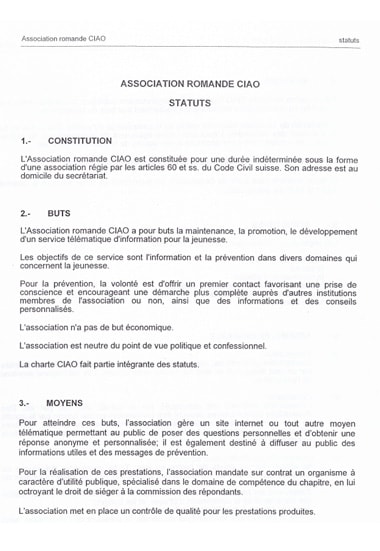 Association romande CIAO
statuts
ASSOCIATION ROMANDE CIAO
STATUTS
1.- CONSTITUTION
L'Association romande CIAO est constituée pour une durée indéterminée sous la forme
d'une association régie par les articles 60 et ss. du Code Civil suisse. Son adresse est au
domicile du secrétariat.
2.- BUTS
L'Association romande CIAO a pour buts la maintenance, la promotion, le développement
d'un service télématique d'information pour la jeunesse.
Les objectifs de ce service sont l'information et la prévention dans divers domaines qui
concernent la jeunesse.
Pour la prévention, la volonté est d'offrir un premier contact favorisant une prise de
conscience et encourageant une démarche plus complète auprès d'autres institutions
membres de l'association ou non, ainsi que des informations et des conseils
personnalisés.
L'association n'a pas de but économique.
L'association est neutre du point de vue politique et confessionnel.
La charte CIAO fait partie intégrante des statuts.
3.- MOYENS
Pour atteindre ces buts, l'association gère un site internet ou tout autre moyen
télématique permettant au public de poser des questions personnelles et d'obtenir une
réponse anonyme et personnalisée; il est également destiné à diffuser au public des
informations utiles et des messages de prévention.
Pour la réalisation de ces prestations, l'association mandate sur contrat un organisme à
caractère d'utilité publique, spécialisé dans le domaine de compétence du chapitre, en lui
octroyant le droit de siéger à la commission des répondants.
L'association met en place un contrôle de qualité pour les prestations produites.